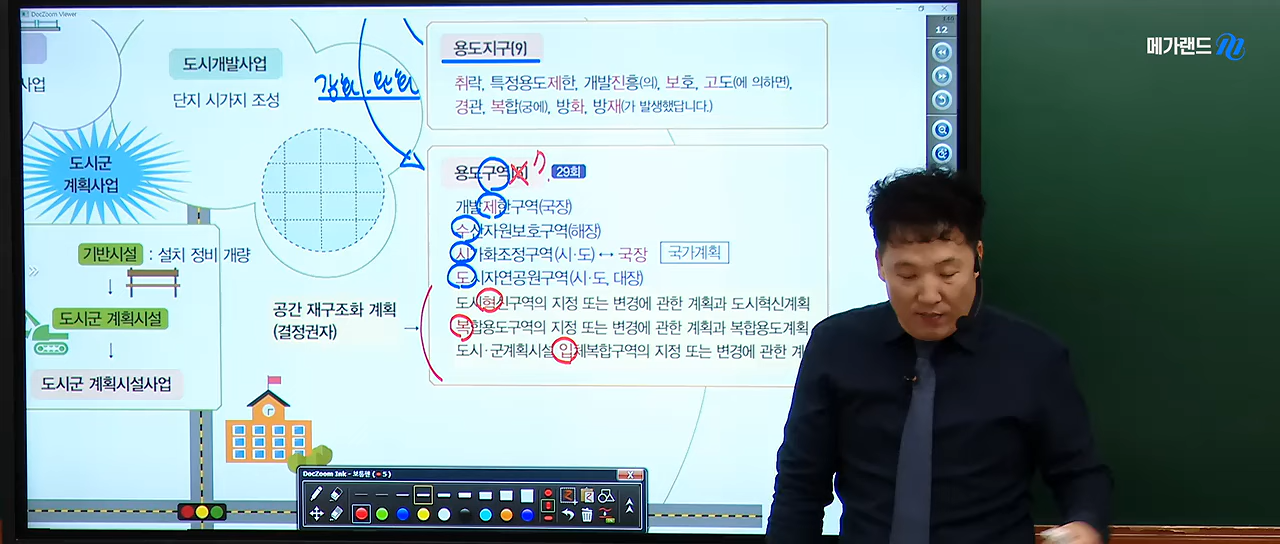 DocZoom Viewer
12
메가랜드
사업
도시개발사업
단지 시가지 조성
강화.완화
용도지구(9)
취락, 특정용도제한, 개발진흥(의), 보호, 고도(에 의하면),
경관, 복합(궁에), 방화, 방재(가 발생했답니다.)
도시군
계획사업
용도구역 7 29회
개발제한구역(국장)
수산자원보호구역(해장)
시가화조정구역(시·도) ↔ 국장 국가계획
도시자연공원구역(시·도, 대장)
도시혁신구역의 지정 또는 변경에 관한 계획과 도시혁신계획
복합용도구역의 지정 또는 변경에 관한 계획과 복합용도계획
도시·군계획시설 입체복합구역의 지정 또는 변경에 관한 계
기반시설 : 설치 정비 개량
↓
도시군 계획시설
↓
도시군 계획시설사업
공간 재구조화 계획
(결정권자) →
DocZoom Ink - 보통펜 ( 5 )